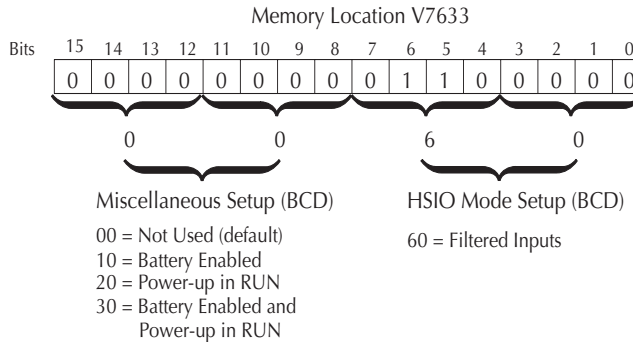 Memory Location V7633
Bits 15 14 13 12 11 10 9 8 7 6 5 4 3 2 1 0
0 0 0 0 0 0 0 0 0 1 1 0 0 0 0 0
0 0 6 0
Miscellaneous Setup (BCD)
00 = Not Used (default)
10 = Battery Enabled
20 = Power-up in RUN
30 = Battery Enabled and
Power-up in RUN
HSIO Mode Setup (BCD)
60 = Filtered Inputs